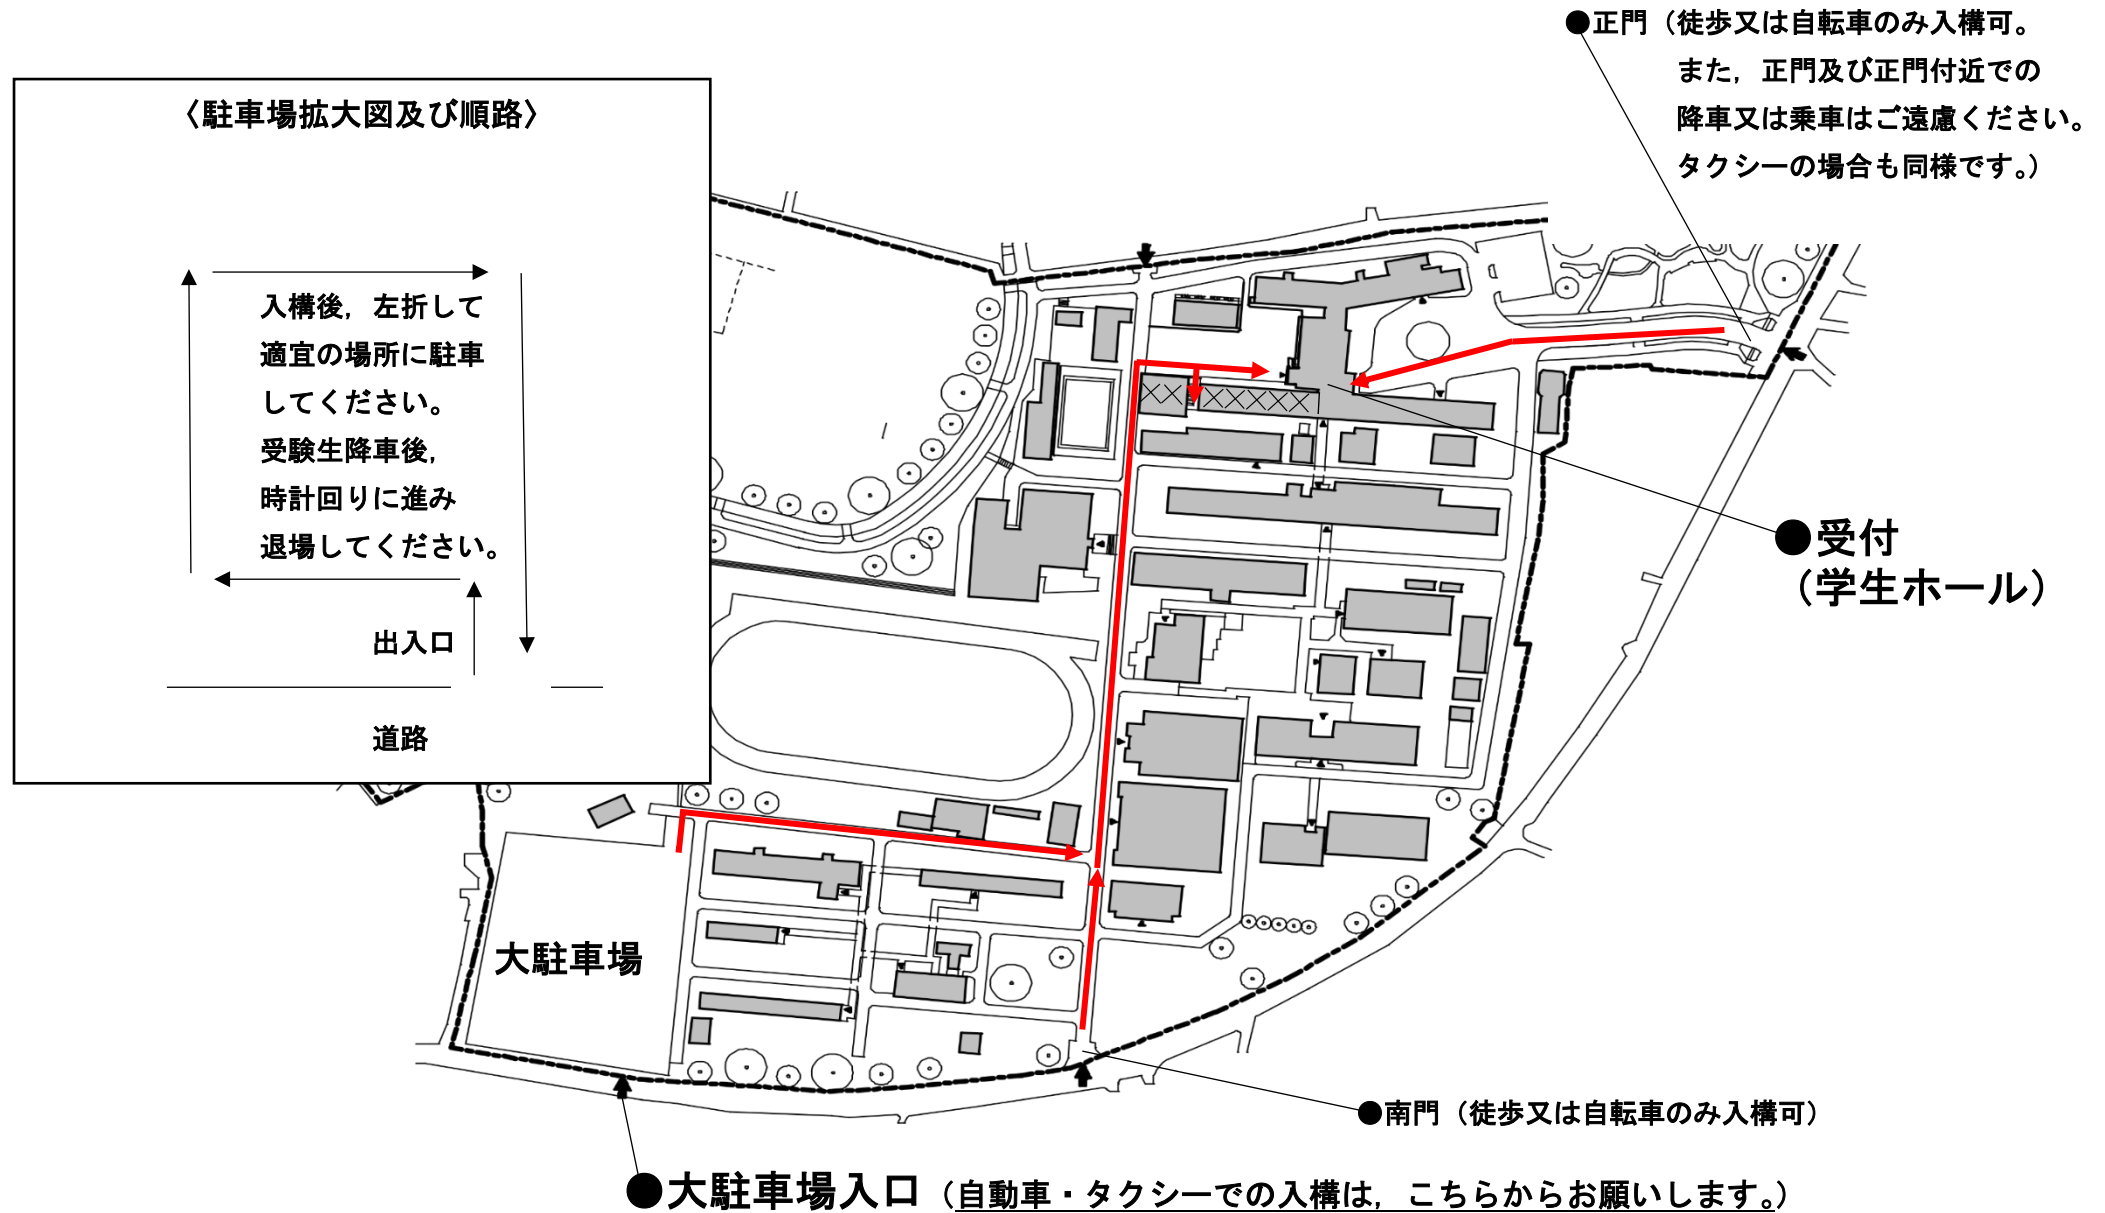 ●正門（徒歩又は自転車のみ入構可。
また，正門及び正門付近での
降車又は乗車はご遠慮ください。
タクシーの場合も同様です。）
〈駐車場拡大図及び順路〉
入構後，左折して
適宜の場所に駐車
してください。
受験生降車後，
時計回りに進み
退場してください。
出入口
道路
●受付
（学生ホール）
大駐車場
●南門（徒歩又は自転車のみ入構可）
●大駐車場入口（自動車・タクシーでの入構は，こちらからお願いします。）